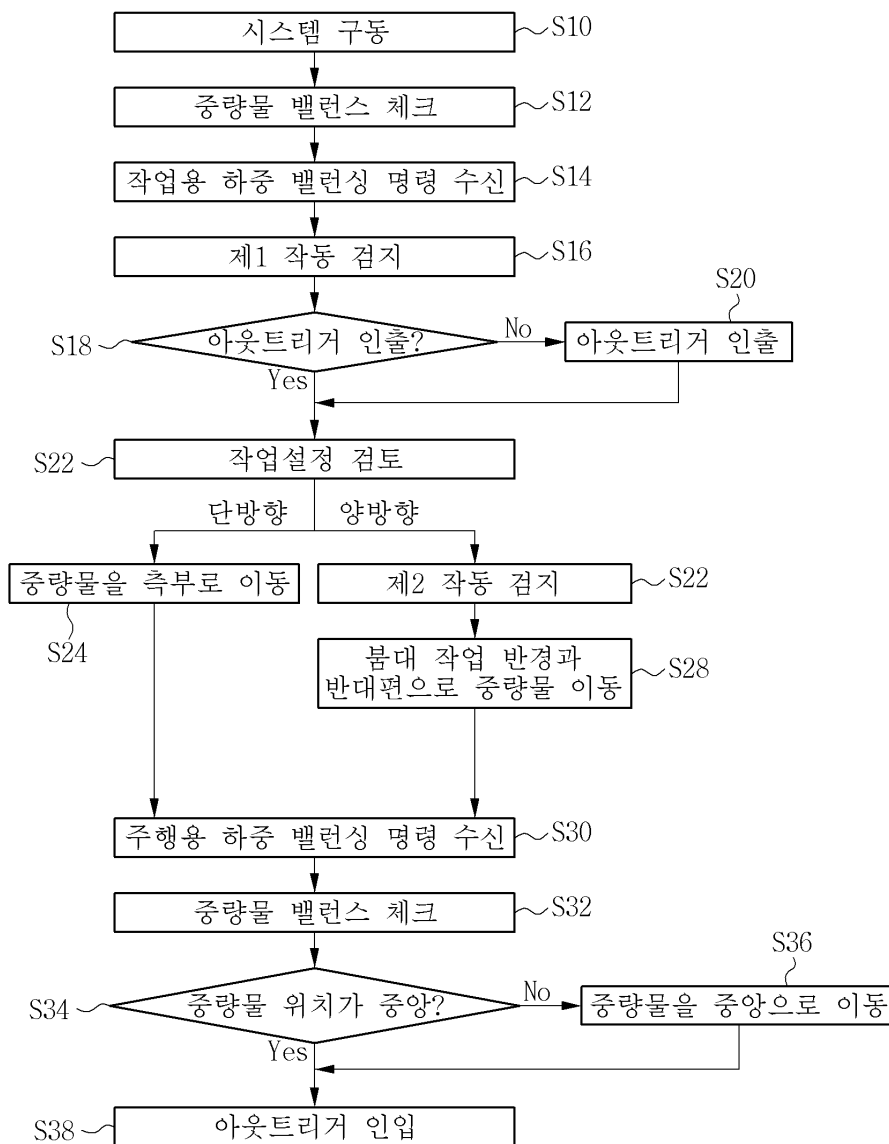 시스템 구동
S10
중량물 밸런스 체크
S12
작업용 하중 밸런싱 명령 수신
S14
제1 작동 검지
S16
S18
아웃트리거 인출?
No
S20
아웃트리거 인출
Yes
S22
작업설정 검토
단방향
양방향
중량물을 측부로 이동
S24
제2 작동 검지
S22
붐대 작업 반경과
반대편으로 중량물 이동
S28
주행용 하중 밸런싱 명령 수신
S30
중량물 밸런스 체크
S32
S34
중량물 위치가 중앙?
No
S36
중량물을 중앙으로 이동
Yes
S38
아웃트리거 인입